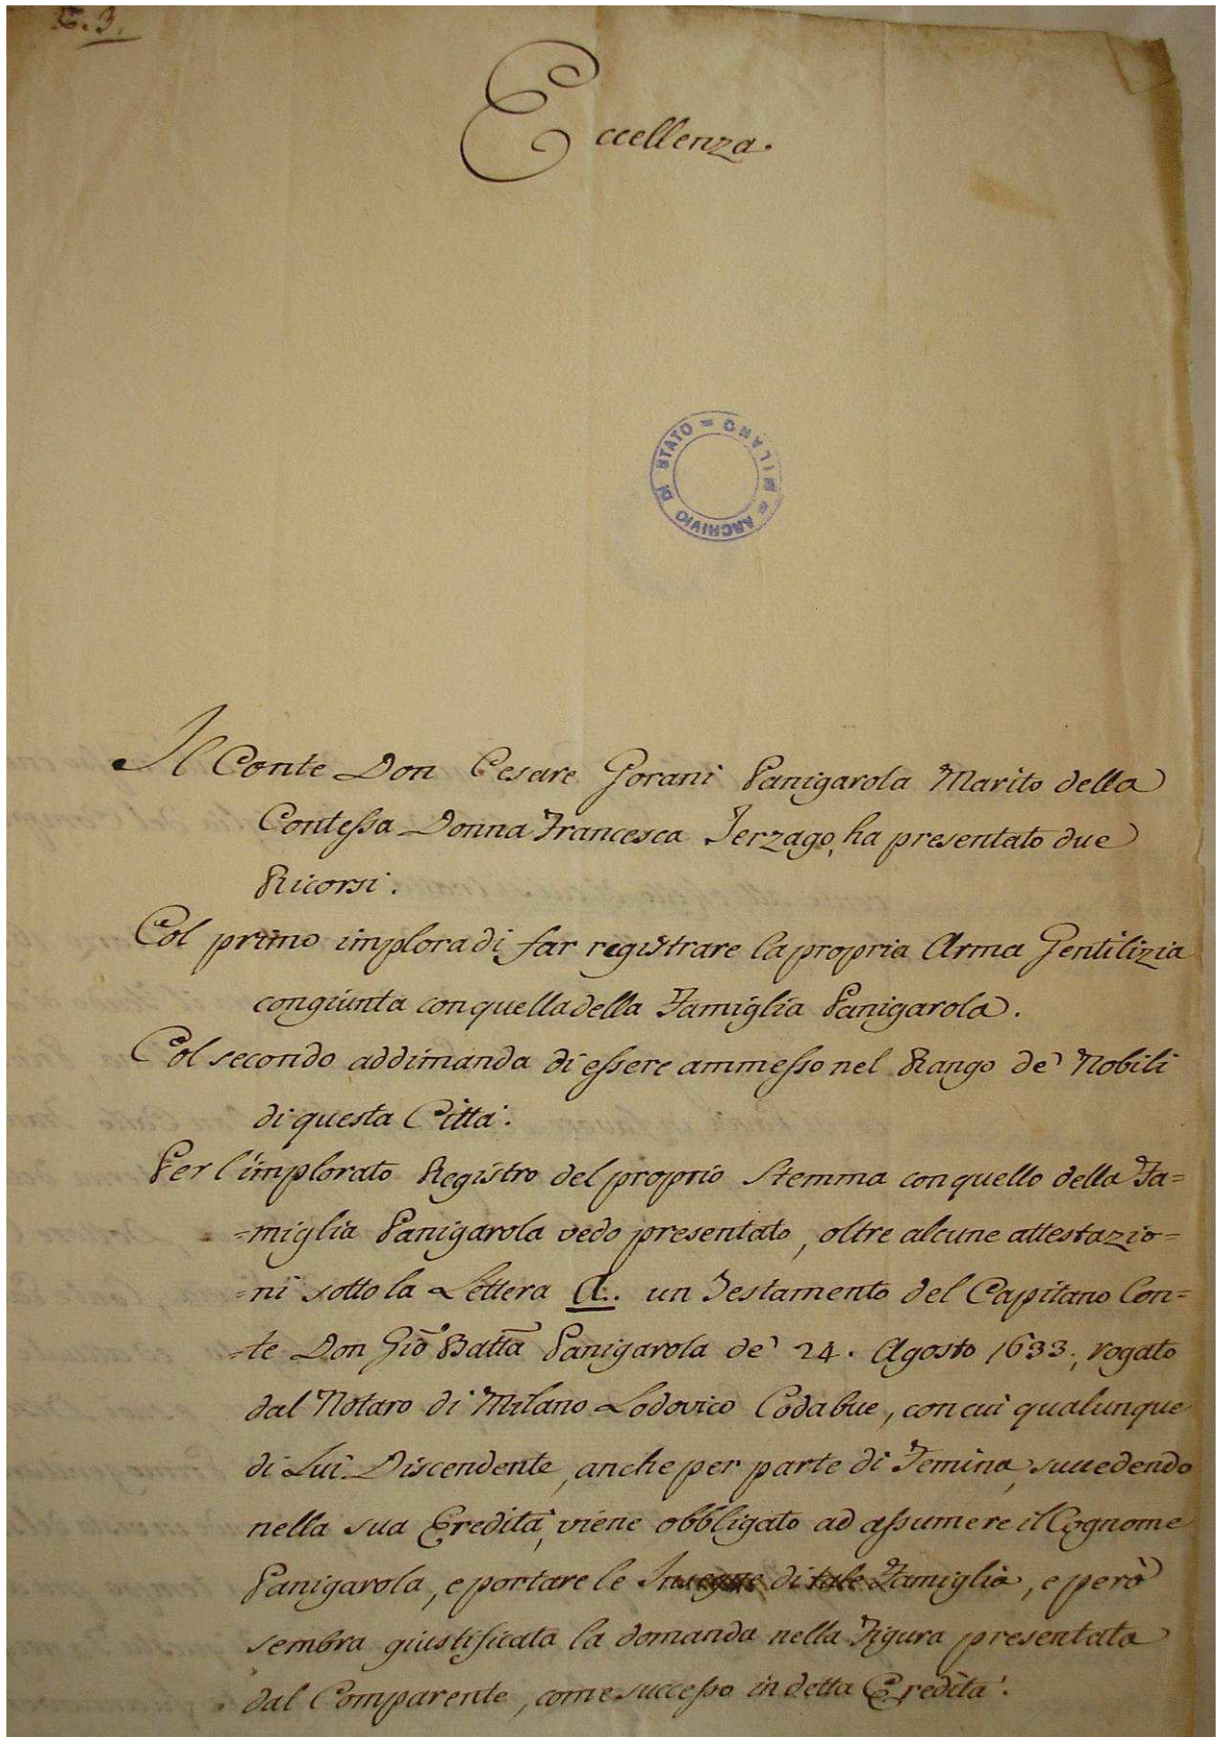 E. 3.
Eccellenza.
ARCHIVIO DI STATO = MILANO =
Il Conte Don Cesare Gorani Panigarola Marito della
Contessa Donna Francesca Terzago, ha presentato due
Ricorsi.
Col primo implora di far registrare la propria Arma Gentilizia
congiunta con quella della Famiglia Panigarola.
Col secondo addimanda di essere ammesso nel Rango de' Nobili
di questa Città.
Per l'implorato Registro del proprio Stemma con quello della Fa=
=miglia Panigarola vedo presentato, oltre alcune attestazio=
=ni sotto la Lettera A. un Testamento del Capitano Con=
=te Don Gio Batta Panigarola de' 24. Agosto 1633., rogato
dal Notaro di Milano Lodovico Codabue, con cui qualunque
di Lui Discendente, anche per parte di Femina, succedendo
nella sua Eredità, viene obbligato ad assumere il Cognome
Panigarola, e portare le Insegne di tale Famiglia, e però
sembra giustificata la domanda nella Figura presentata
dal Comparente, come successo in detta Eredità.